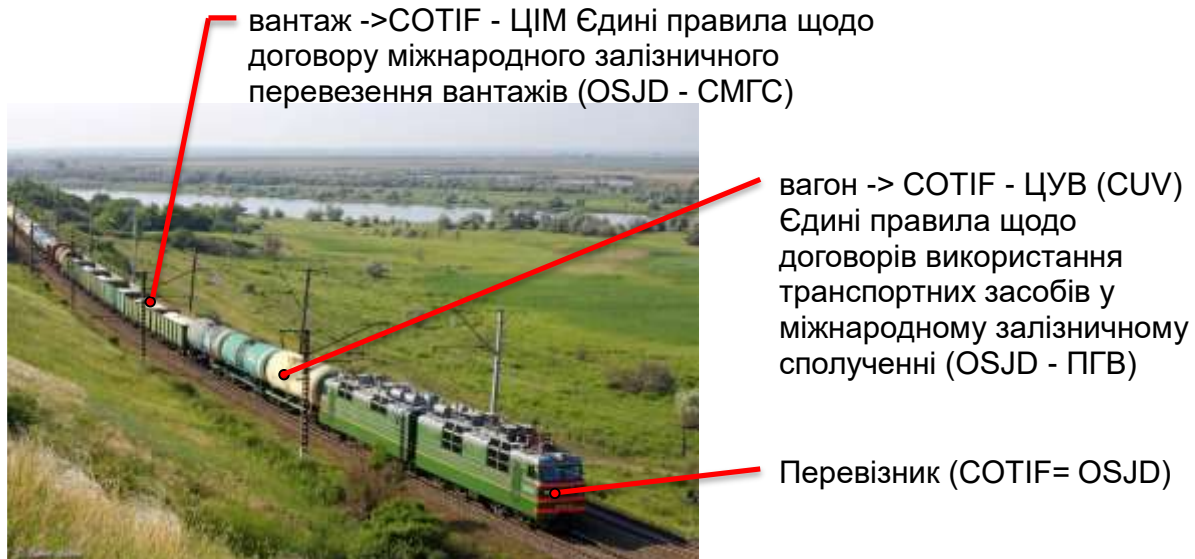 вантаж ->COTIF - ЦІМ Єдині правила щодо
договору міжнародного залізничного
перевезення вантажів (OSJD - СМГС)
вагон -> COTIF - ЦУВ (CUV)
Єдині правила щодо
договорів використання
транспортних засобів у
міжнародному залізничному
сполученні (OSJD - ПГВ)
Перевізник (COTIF= OSJD)